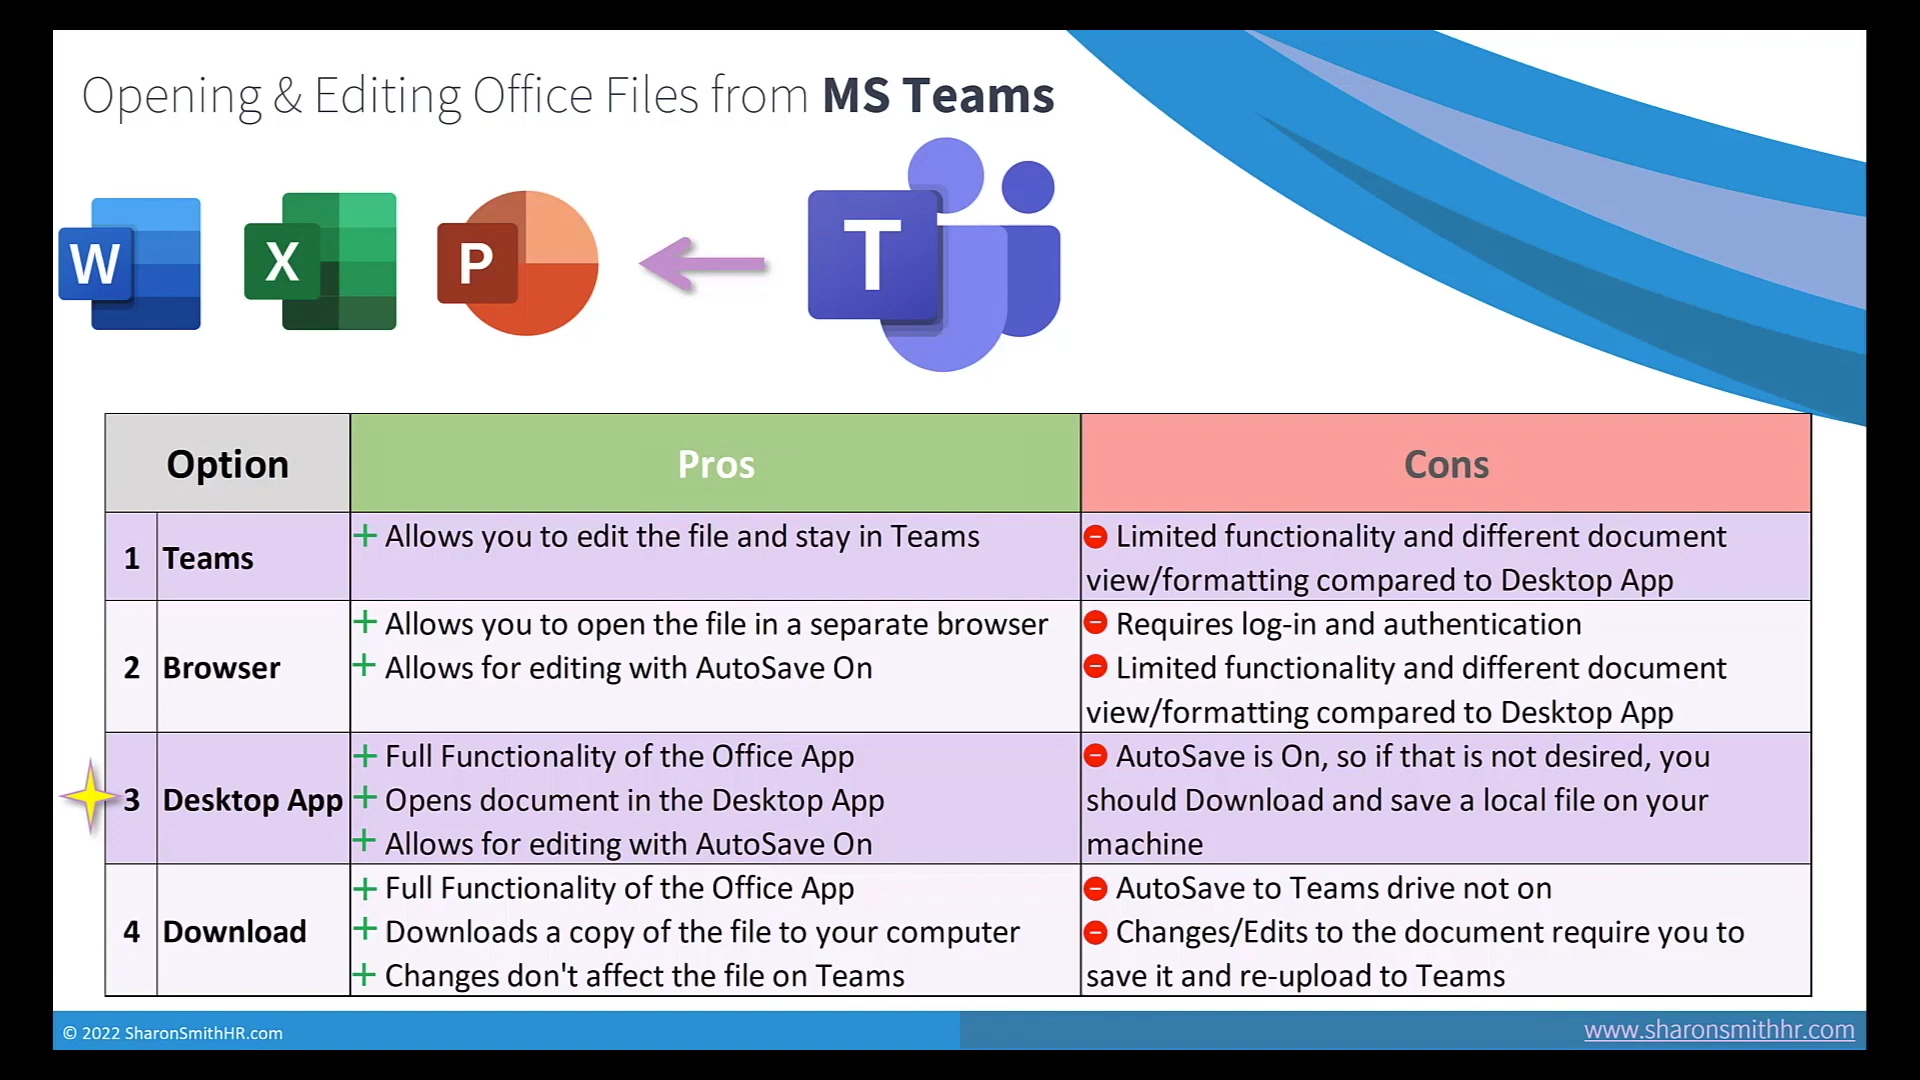 Opening & Editing Office Files from MS Teams
W
X
P
T
Option
Pros
Cons
1
Teams
+ Allows you to edit the file and stay in Teams
Limited functionality and different document
view/formatting compared to Desktop App
2
Browser
+ Allows you to open the file in a separate browser
+ Allows for editing with AutoSave On
Requires log-in and authentication
Limited functionality and different document
view/formatting compared to Desktop App
3
Desktop App
+ Full Functionality of the Office App
+ Opens document in the Desktop App
+ Allows for editing with AutoSave On
AutoSave is On, so if that is not desired, you
should Download and save a local file on your
machine
4
Download
+ Full Functionality of the Office App
+ Downloads a copy of the file to your computer
+ Changes don't affect the file on Teams
AutoSave to Teams drive not on
Changes/Edits to the document require you to
save it and re-upload to Teams
© 2022 SharonSmithHR.com
www.sharonsmithhr.com